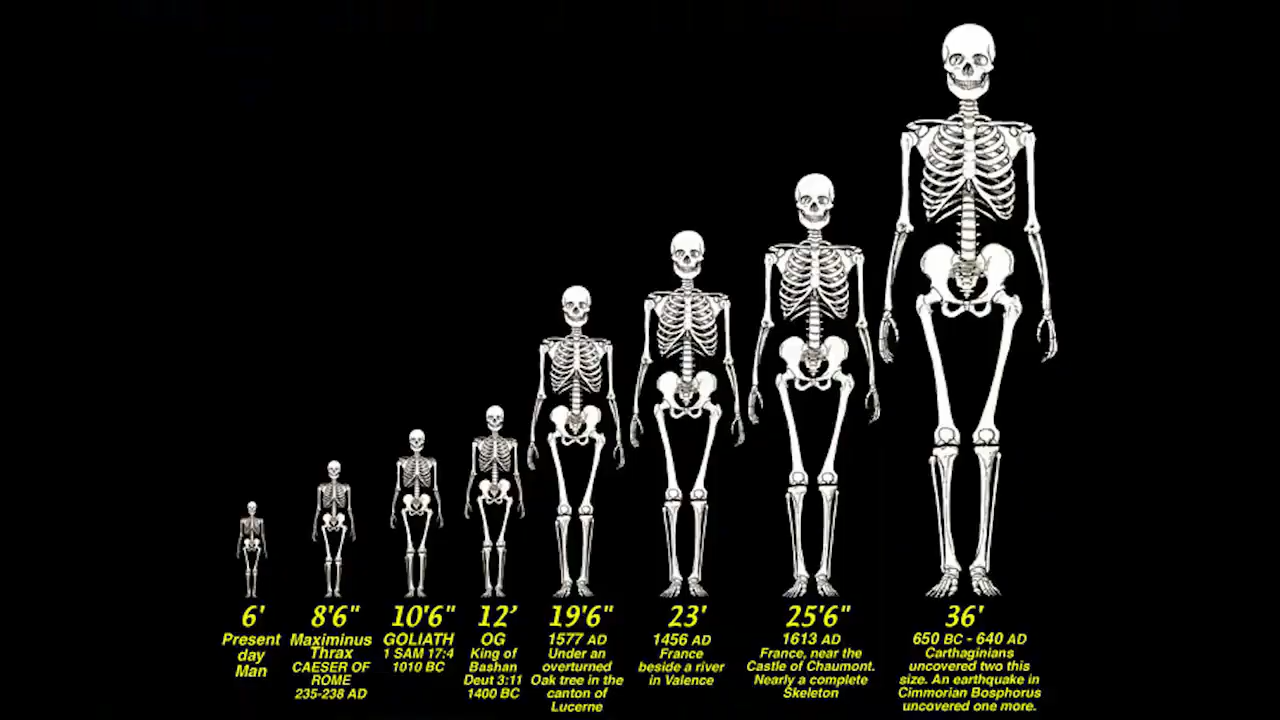 6'
Present
day
Man
8'6"
Maximinus
Thrax
CAESER OF
ROME
235-238 AD
10'6"
GOLIATH
1 SAM 17:4
1010 BC
12’
OG
King of
Bashan
Deut 3:11
1400 BC
19'6"
1577 AD
Under an
overturned
Oak tree in the
canton of
Lucerne
23'
1456 AD
France
beside a river
in Valence
25'6"
1613 AD
France, near the
Castle of Chaumont.
Nearly a complete
Skeleton
36'
650 BC - 640 AD
Carthaginians
uncovered two this
size. An earthquake in
Cimmorian Bosphorus
uncovered one more.